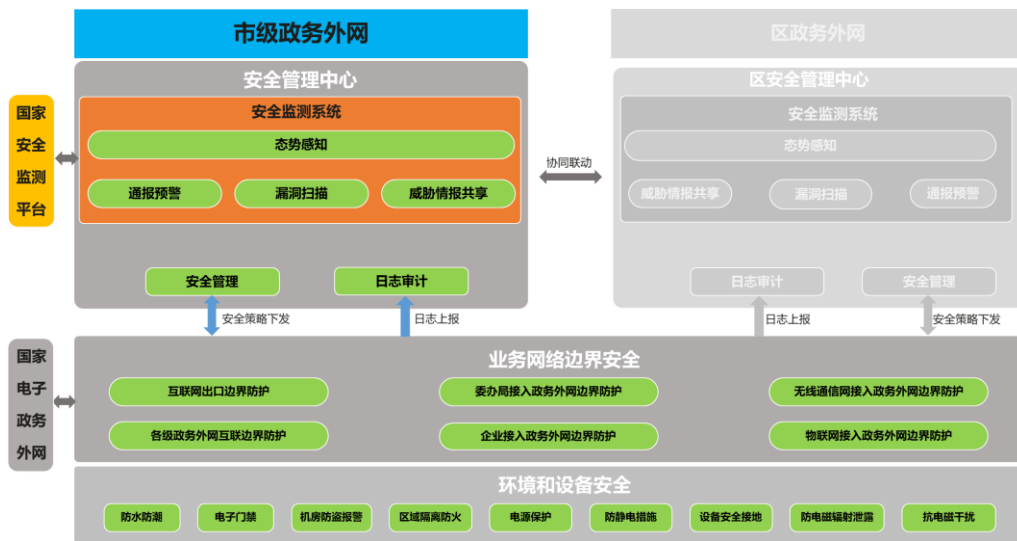 市级政务外网
区政务外网
安全管理中心
区安全管理中心
国家
安全
监测
平台
安全监测系统
态势感知
通报预警
漏洞扫描
威胁情报共享
协同联动
安全监测系统
态势感知
威胁情报共享
漏洞扫描
通报预警
安全管理
日志审计
日志审计
安全管理
安全策略下发
日志上报
日志上报
安全策略下发
国家
电子
政务
外网
业务网络边界安全
互联网出口边界防护
委办局接入政务外网边界防护
无线通信网接入政务外网边界防护
各级政务外网互联边界防护
企业接入政务外网边界防护
物联网接入政务外网边界防护
环境和设备安全
防水防潮
电子门禁
机房防盗报警
区域隔离防火
电源保护
防静电措施
设备安全接地
防电磁辐射泄露
抗电磁干扰